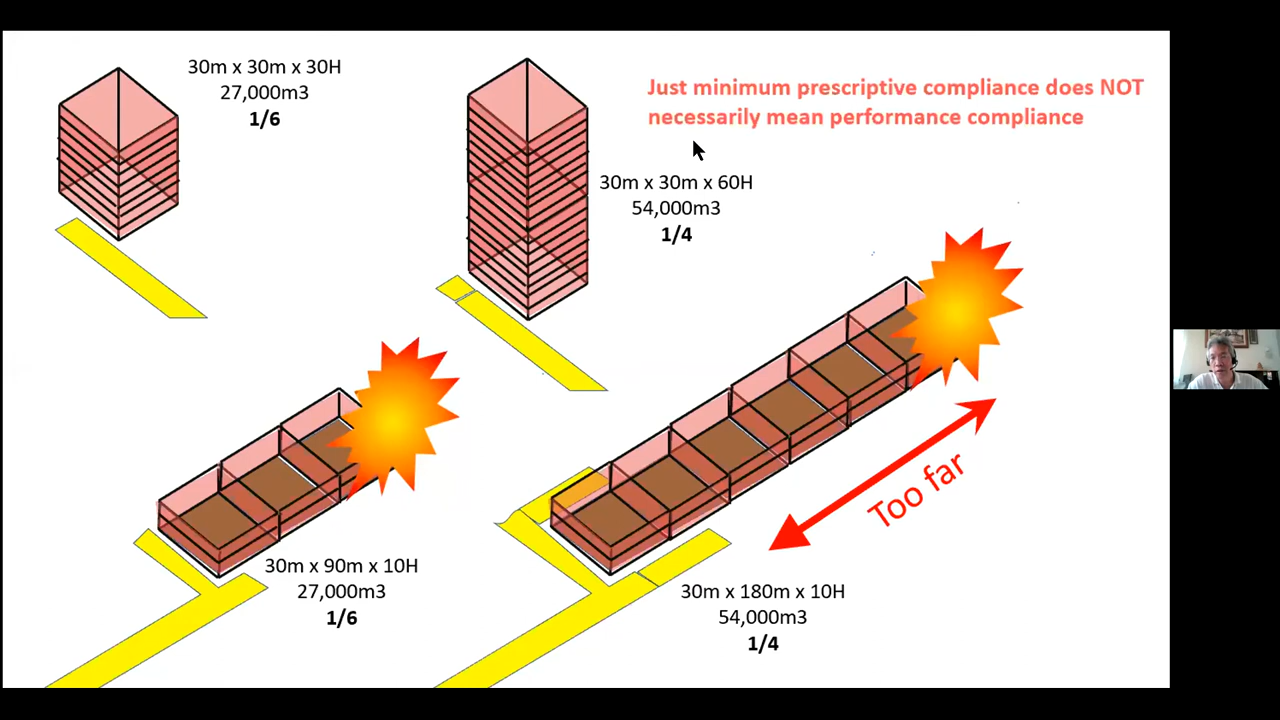 30m x 30m x 30H
27,000m3
1/6
Just minimum prescriptive compliance does NOT
necessarily mean performance compliance
30m x 30m x 60H
54,000m3
1/4
Too far
30m x 90m x 10H
27,000m3
1/6
30m x 180m x 10H
54,000m3
1/4